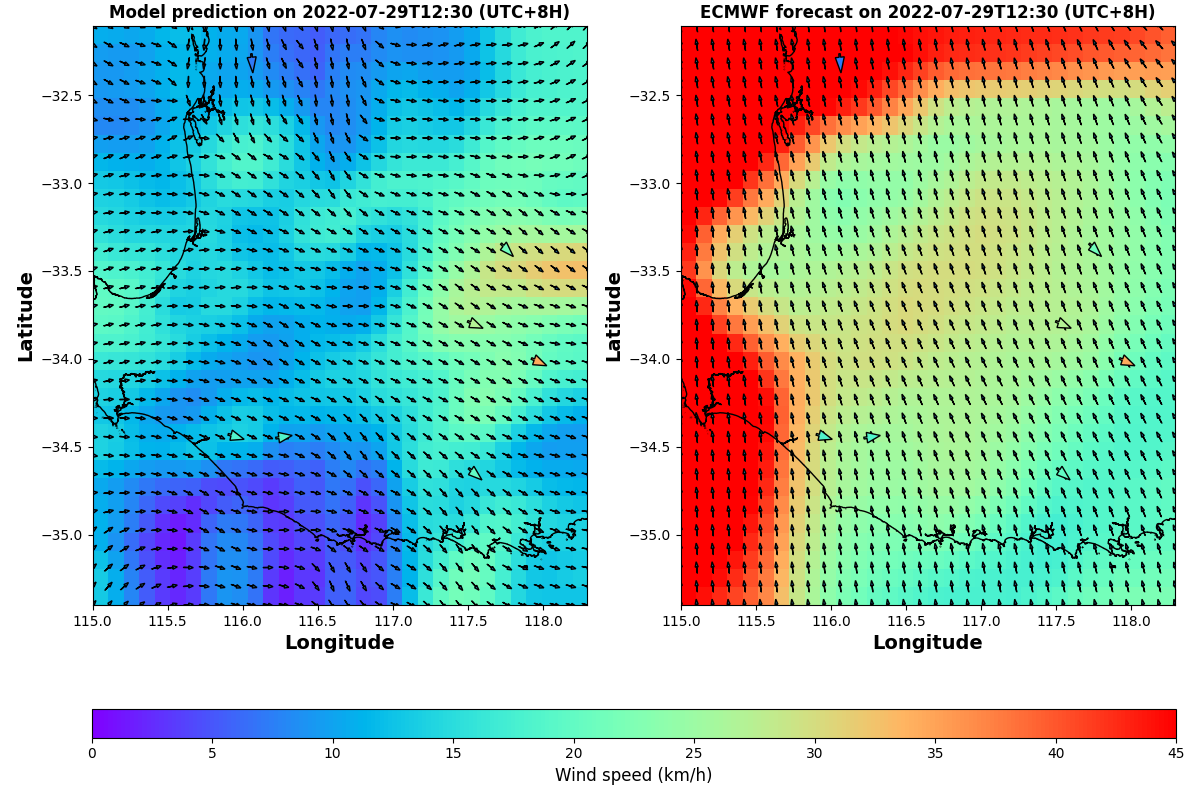 Model prediction on 2022-07-29T12:30 (UTC+8H)
ECMWF forecast on 2022-07-29T12:30 (UTC+8H)
−32.5
−33.0
−33.5
−34.0
−34.5
−35.0
Latitude
115.0 115.5 116.0 116.5 117.0 117.5 118.0
Longitude
−32.5
−33.0
−33.5
−34.0
−34.5
−35.0
Latitude
115.0 115.5 116.0 116.5 117.0 117.5 118.0
Longitude
0 5 10 15 20 25 30 35 40 45
Wind speed (km/h)